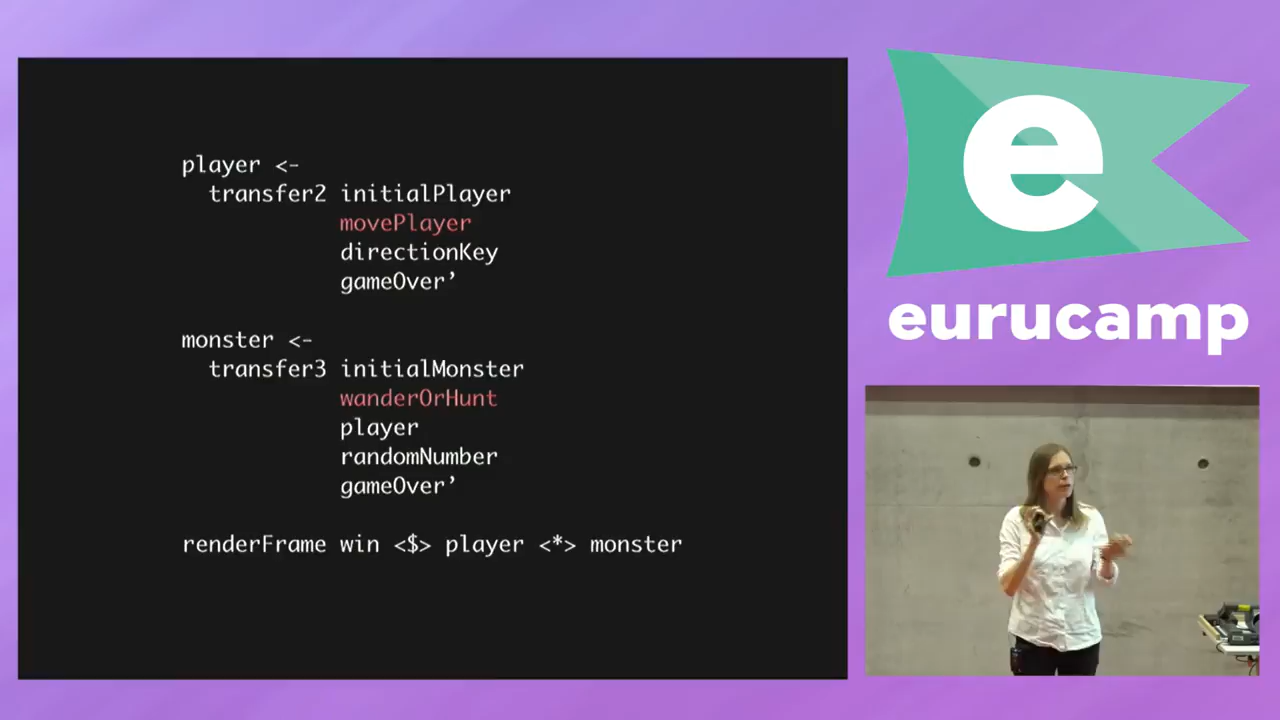 player <-
transfer2 initialPlayer
movePlayer
directionKey
gameOver’
monster <-
transfer3 initialMonster
wanderOrHunt
player
randomNumber
gameOver’
renderFrame win <$> player <*> monster
e
eurucamp